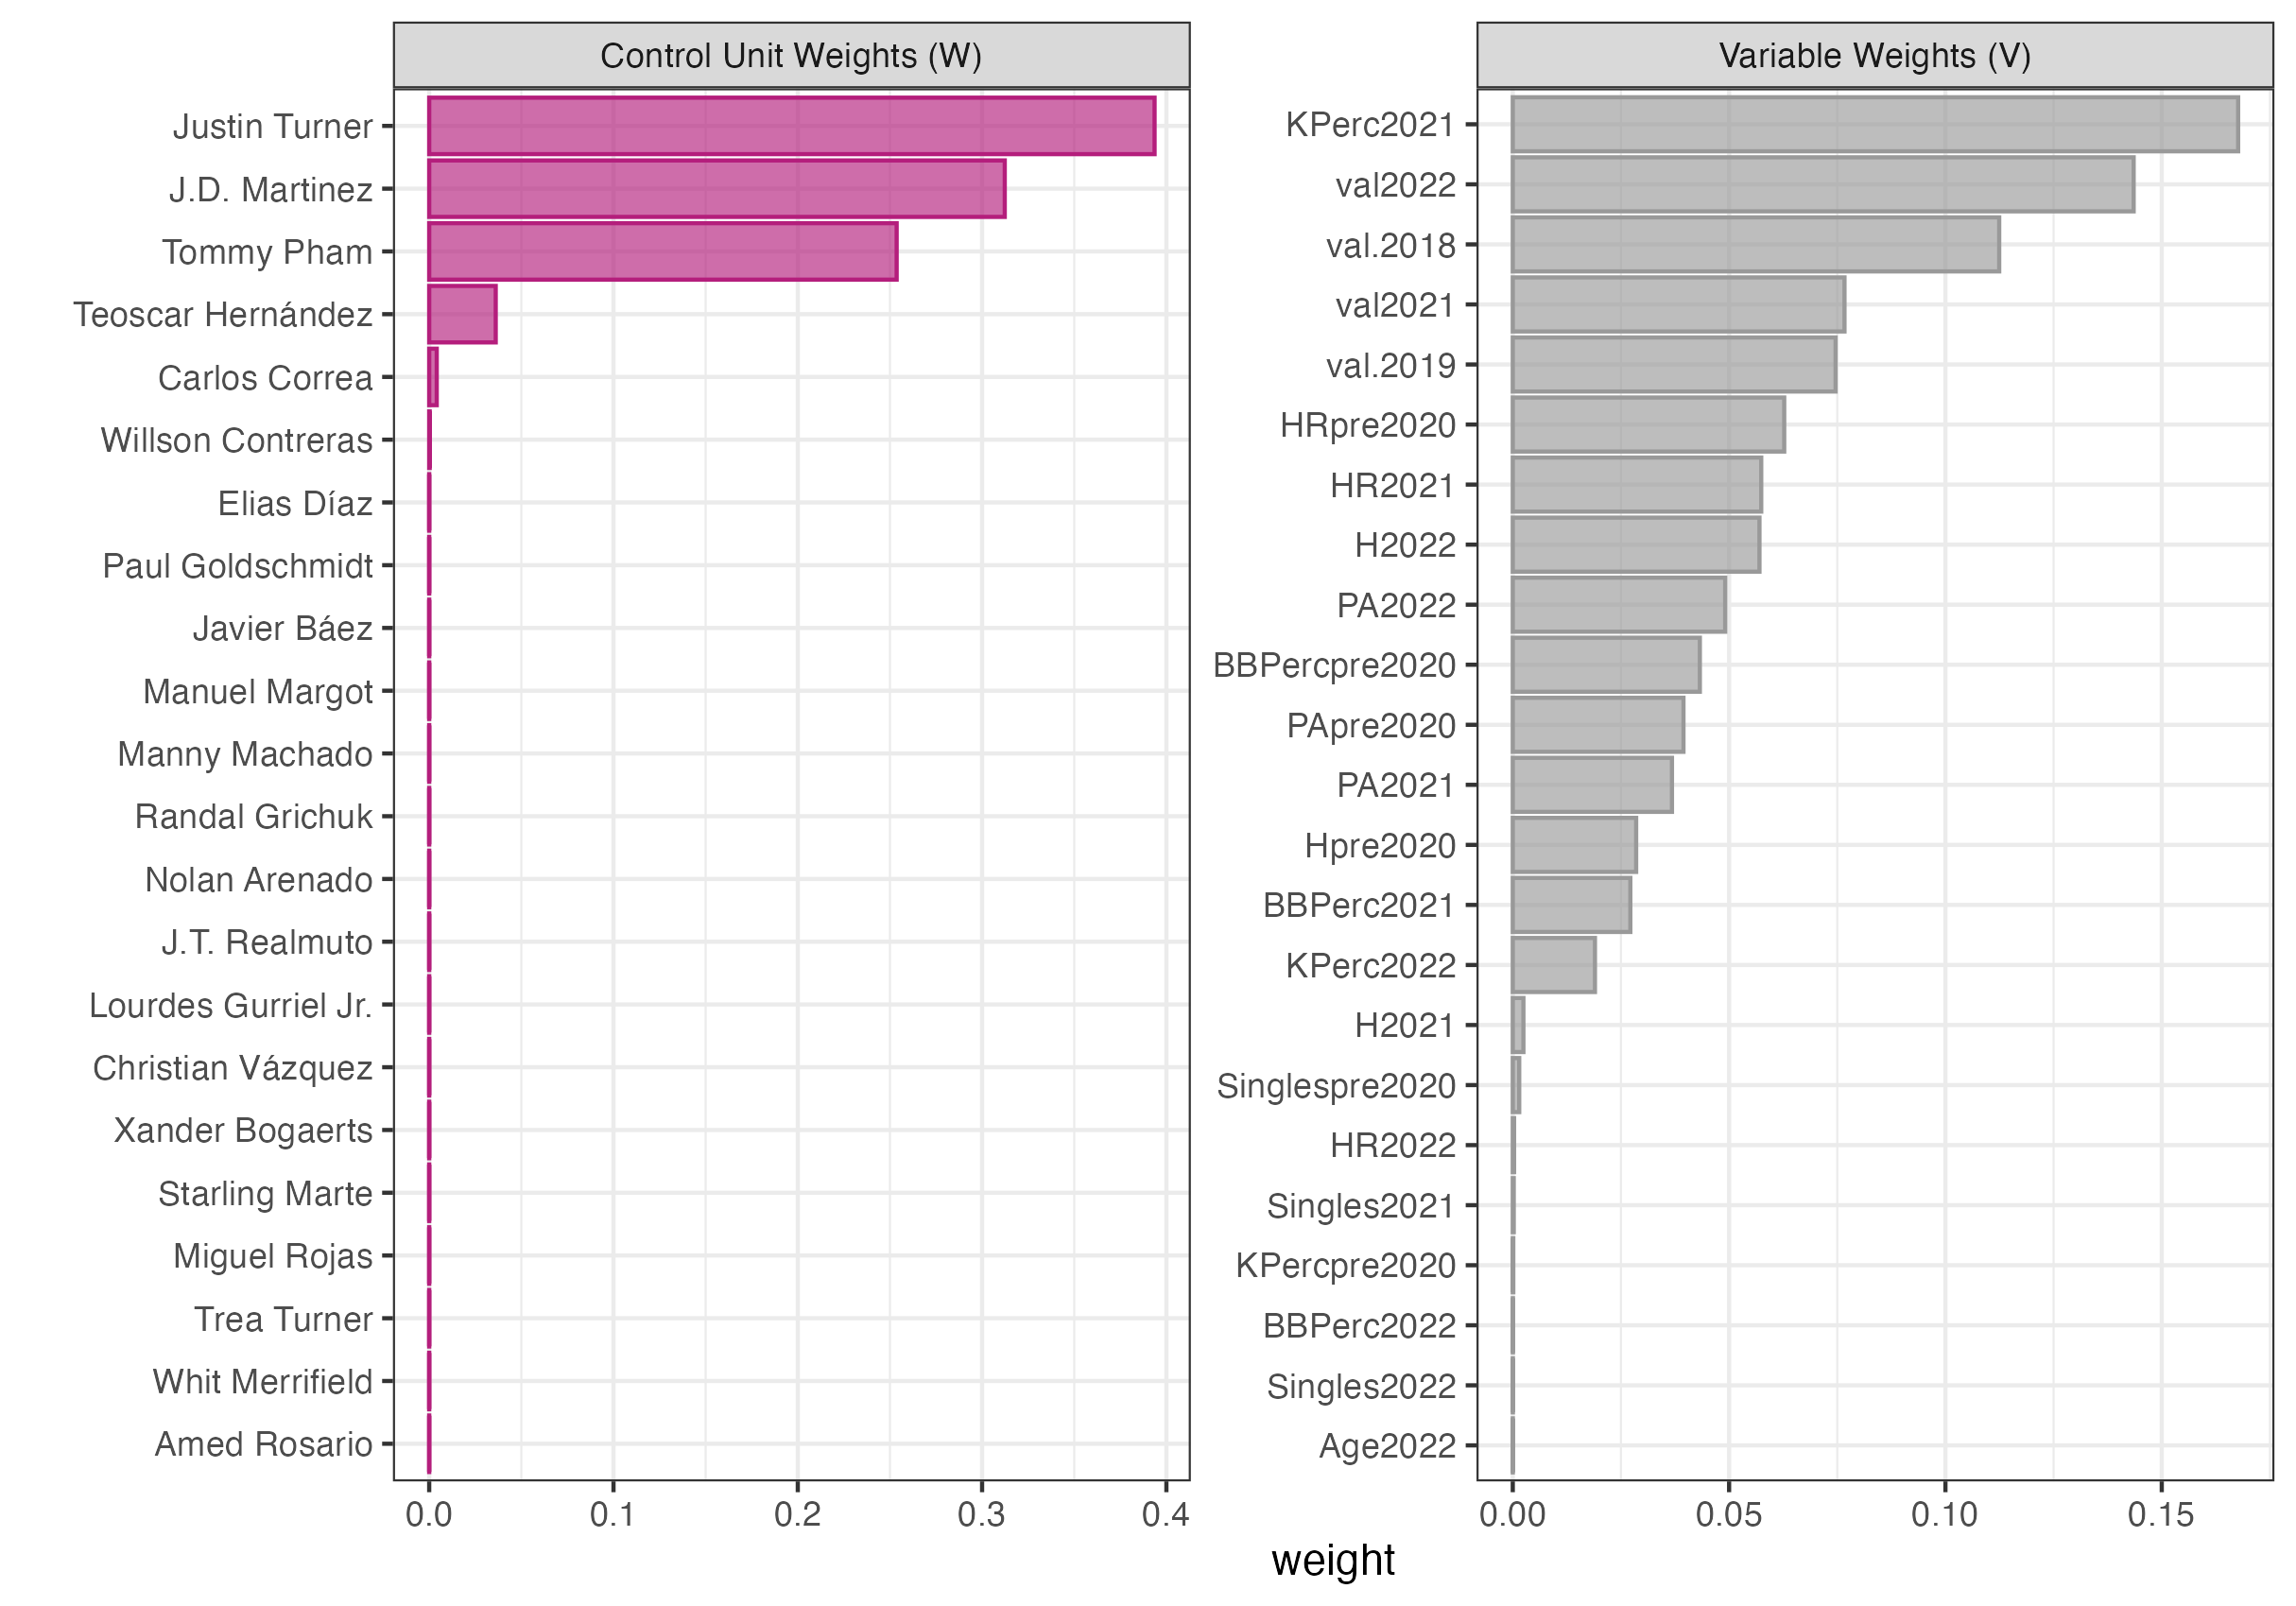 Control Unit Weights (W)
Justin Turner
J.D. Martinez
Tommy Pham
Teoscar Hernández
Carlos Correa
Willson Contreras
Elias Díaz
Paul Goldschmidt
Javier Báez
Manuel Margot
Manny Machado
Randal Grichuk
Nolan Arenado
J.T. Realmuto
Lourdes Gurriel Jr.
Christian Vázquez
Xander Bogaerts
Starling Marte
Miguel Rojas
Trea Turner
Whit Merrifield
Amed Rosario
0.0 0.1 0.2 0.3 0.4
Variable Weights (V)
KPerc2021
val2022
val.2018
val2021
val.2019
HRpre2020
HR2021
H2022
PA2022
BBPercpre2020
PApre2020
PA2021
Hpre2020
BBPerc2021
KPerc2022
H2021
Singlespre2020
HR2022
Singles2021
KPercpre2020
BBPerc2022
Singles2022
Age2022
0.00 0.05 0.10 0.15
weight